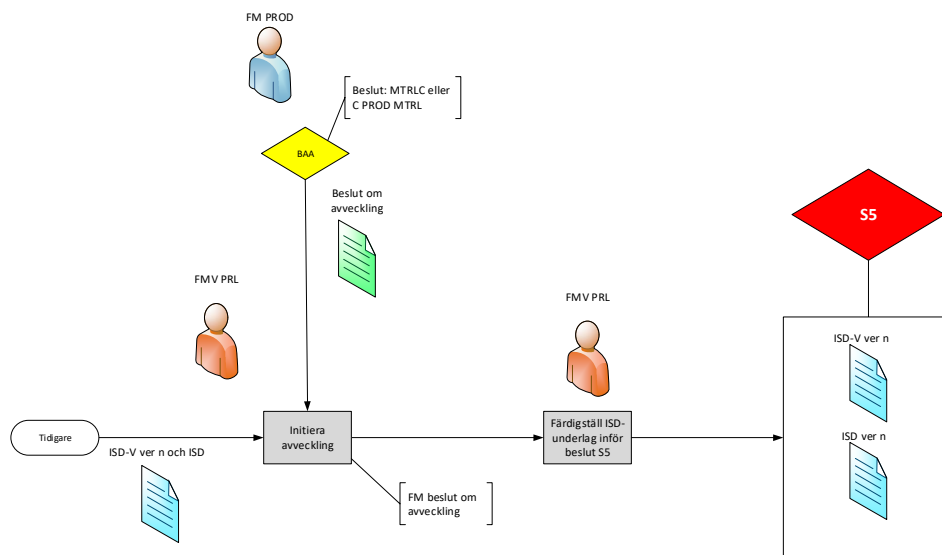 FM PROD
Beslut: MTRLC eller
C PROD MTRL
BAA
Beslut om
avveckling
S5
FMV PRL
FMV PRL
ISD-V ver n
Tidigare
Initiera
avveckling
Färdigställ ISD-
underlag inför
beslut S5
ISD-V ver n och ISD
ISD ver n
FM beslut om
avveckling